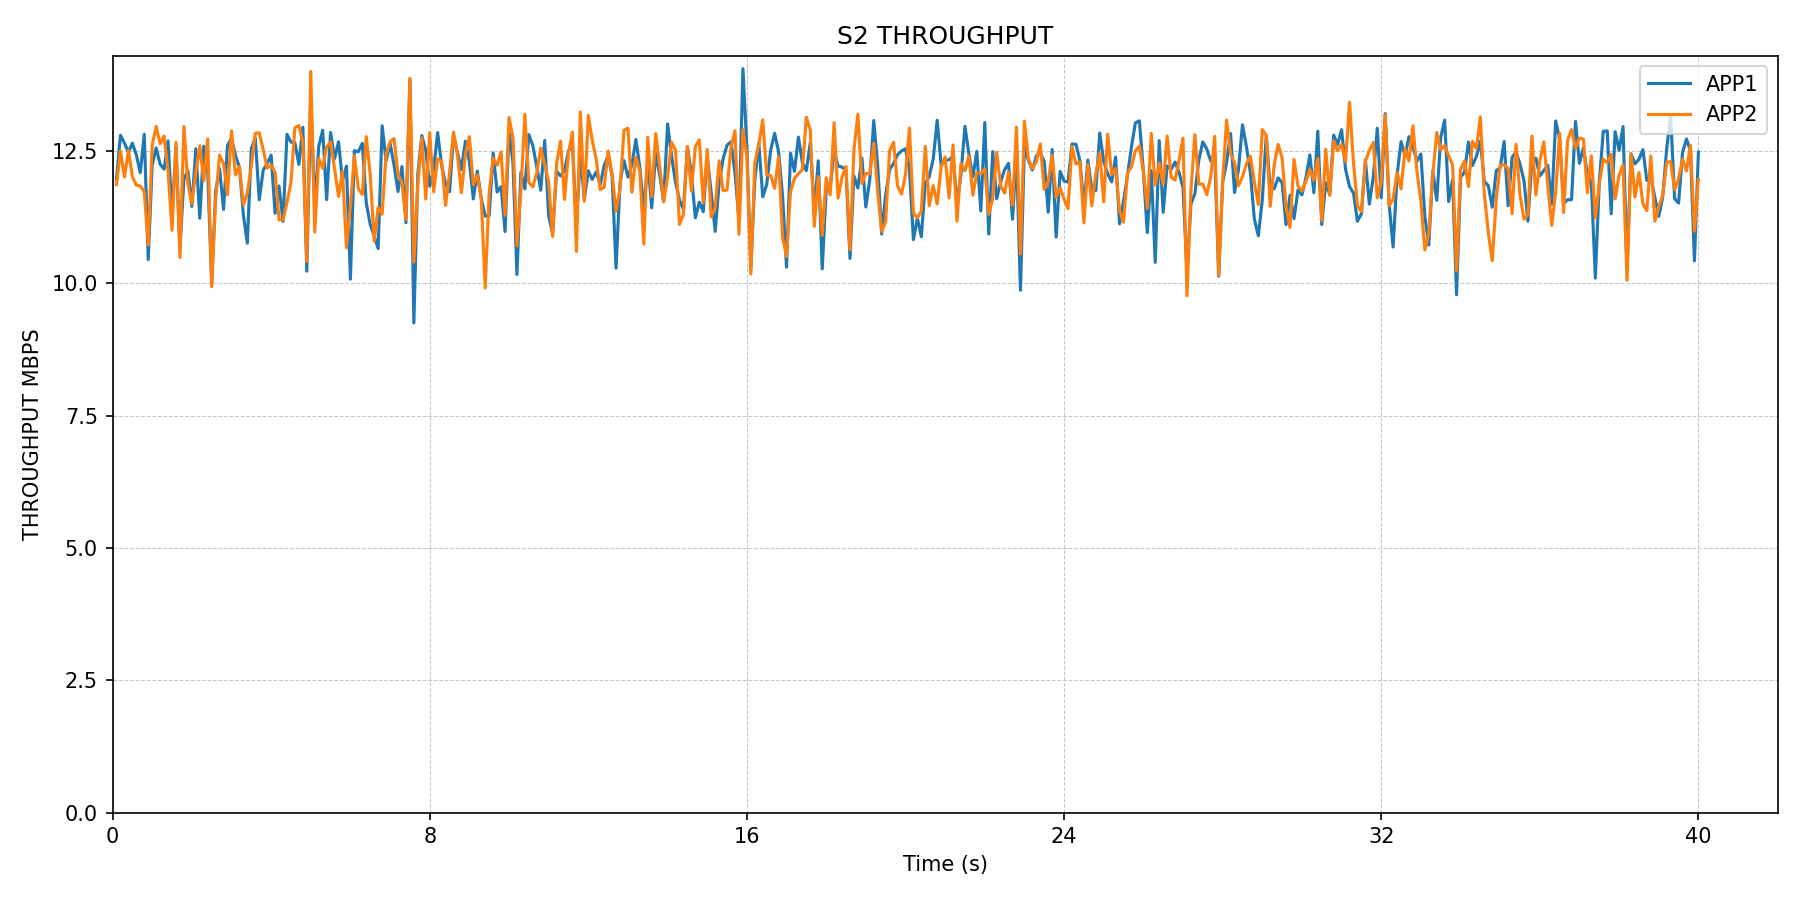 S2 THROUGHPUT
APP1
APP2
THROUGHPUT MBPS
12.5
10.0
7.5
5.0
2.5
0.0
0 8 16 24 32 40
Time (s)